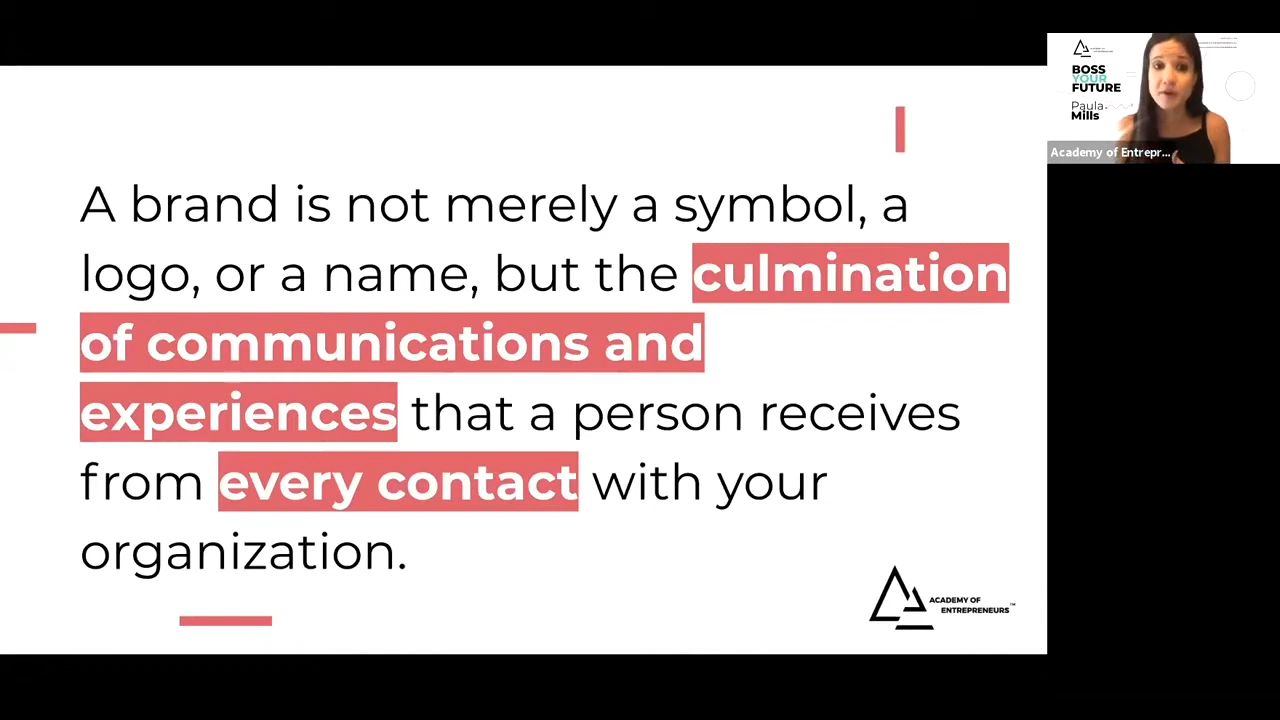 A brand is not merely a symbol, a
logo, or a name, but the culmination
of communications and
experiences that a person receives
from every contact with your
organization.
ACADEMY OF
ENTREPRENEURS™
BOSS
YOUR
FUTURE
Paula
Mills
Academy of Entrepr...